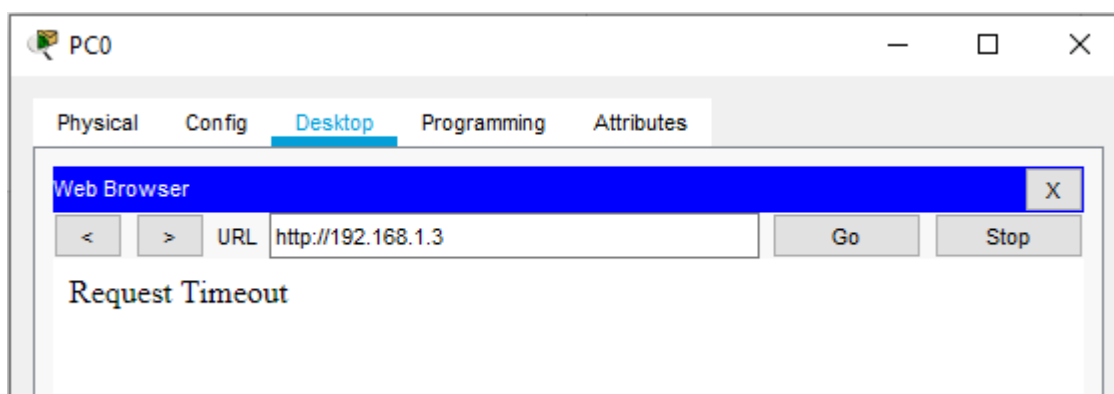 PC0
Physical Config Desktop Programming Attributes
Web Browser
X
< > URL http://192.168.1.3 Go Stop
Request Timeout